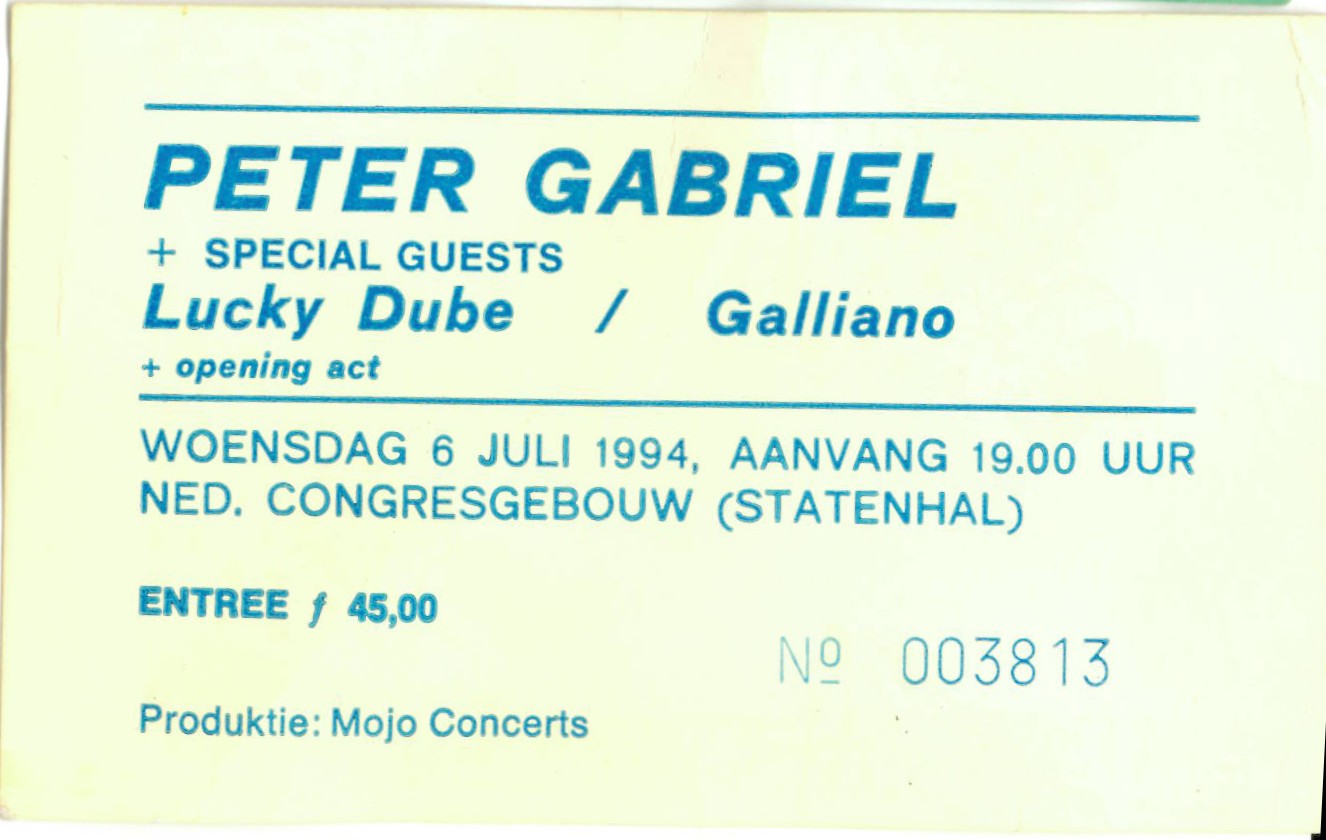 PETER GABRIEL
+ SPECIAL GUESTS
Lucky Dube / Galliano
+ opening act
WOENSDAG 6 JULI 1994, AANVANG 19.00 UUR
NED. CONGRESGEBOUW (STATENHAL)
ENTREE ƒ 45,00
Nº 003813
Produktie: Mojo Concerts